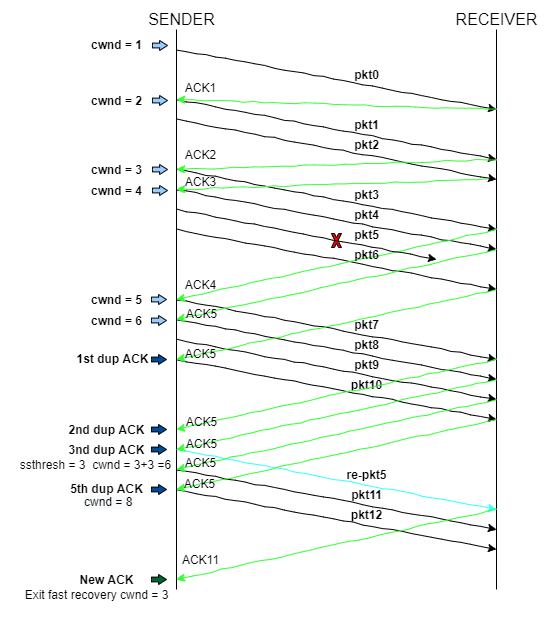 SENDER RECEIVER
cwnd = 1
pkt0
ACK1
cwnd = 2
pkt1
pkt2
ACK2
cwnd = 3
ACK3
cwnd = 4
pkt3
pkt4
X pkt5
pkt6
ACK4
cwnd = 5
ACK5
cwnd = 6
pkt7
pkt8
ACK5
1st dup ACK
pkt9
pkt10
ACK5
2nd dup ACK
ACK5
3nd dup ACK
ssthresh = 3 cwnd = 3+3 =6
ACK5
re-pkt5
ACK5
5th dup ACK
cwnd = 8
pkt11
pkt12
ACK11
New ACK
Exit fast recovery cwnd = 3